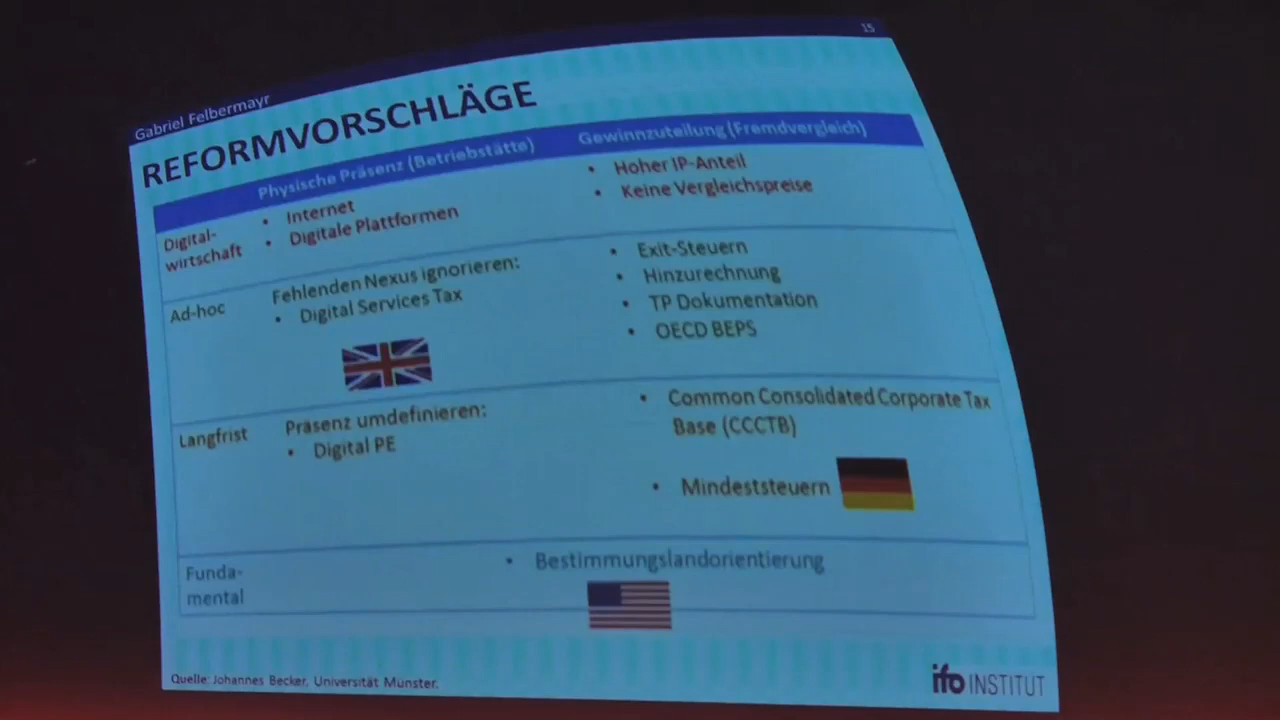 15
Gabriel Felbermayr
REFORMVORSCHLÄGE
Physische Präsenz (Betriebstätte)
Gewinnzuteilung (Fremdvergleich)
Digital-
wirtschaft
• Internet
• Digitale Plattformen
• Hoher IP-Anteil
• Keine Vergleichspreise
Ad-hoc
Fehlenden Nexus ignorieren:
• Digital Services Tax
• Exit-Steuern
• Hinzurechnung
• TP Dokumentation
• OECD BEPS
Langfrist
Präsenz umdefinieren:
• Digital PE
• Common Consolidated Corporate Tax
Base (CCCTB)
• Mindeststeuern
Funda-
mental
• Bestimmungslandorientierung
Quelle: Johannes Becker, Universität Münster.
ifo INSTITUT